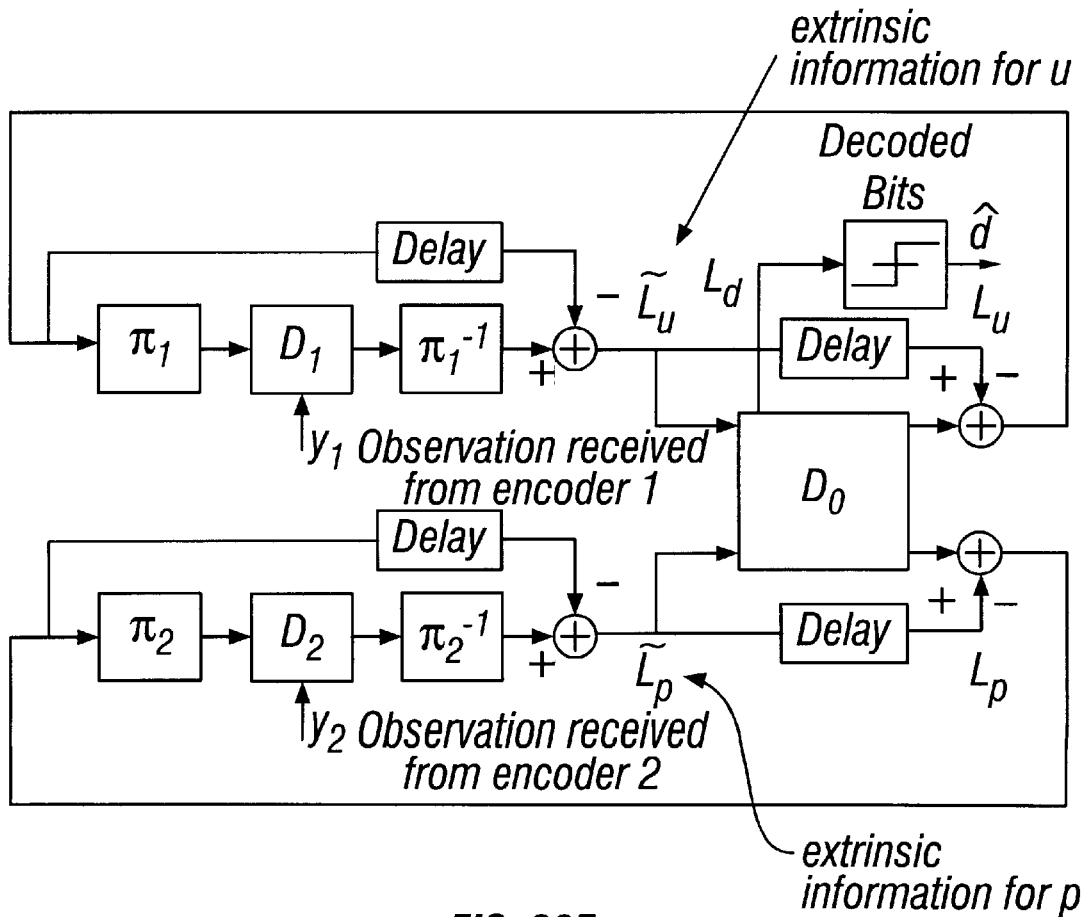 extrinsic
information for u
Decoded
Bits
d̂
Delay
−
L̃u
Ld
Lu
π1
D1
π1-1
+
+
Delay
+
−
+
y1 Observation received
from encoder 1
D0
Delay
−
+
+
−
π2
D2
π2-1
+
+
Delay
L̃p
Lp
y2 Observation received
from encoder 2
extrinsic
information for p